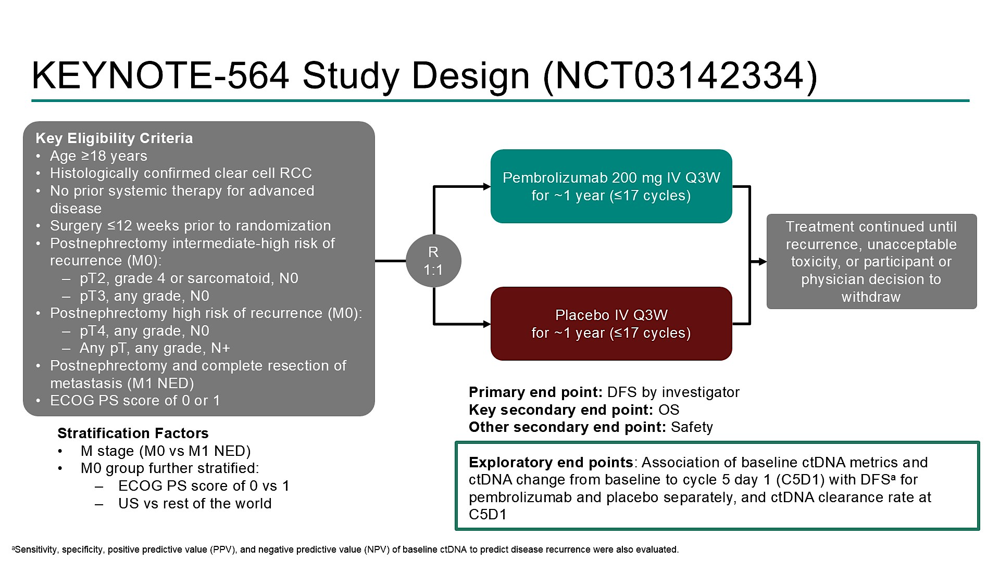 KEYNOTE-564 Study Design (NCT03142334)
Key Eligibility Criteria
• Age ≥18 years
• Histologically confirmed clear cell RCC
• No prior systemic therapy for advanced
disease
• Surgery ≤12 weeks prior to randomization
• Postnephrectomy intermediate-high risk of
recurrence (M0):
– pT2, grade 4 or sarcomatoid, N0
– pT3, any grade, N0
• Postnephrectomy high risk of recurrence (M0):
– pT4, any grade, N0
– Any pT, any grade, N+
• Postnephrectomy and complete resection of
metastasis (M1 NED)
• ECOG PS score of 0 or 1
Stratification Factors
• M stage (M0 vs M1 NED)
• M0 group further stratified:
– ECOG PS score of 0 vs 1
– US vs rest of the world
R
1:1
Pembrolizumab 200 mg IV Q3W
for ~1 year (≤17 cycles)
Placebo IV Q3W
for ~1 year (≤17 cycles)
Treatment continued until
recurrence, unacceptable
toxicity, or participant or
physician decision to
withdraw
Primary end point: DFS by investigator
Key secondary end point: OS
Other secondary end point: Safety
Exploratory end points: Association of baseline ctDNA metrics and
ctDNA change from baseline to cycle 5 day 1 (C5D1) with DFSª for
pembrolizumab and placebo separately, and ctDNA clearance rate at
C5D1
ªSensitivity, specificity, positive predictive value (PPV), and negative predictive value (NPV) of baseline ctDNA to predict disease recurrence were also evaluated.